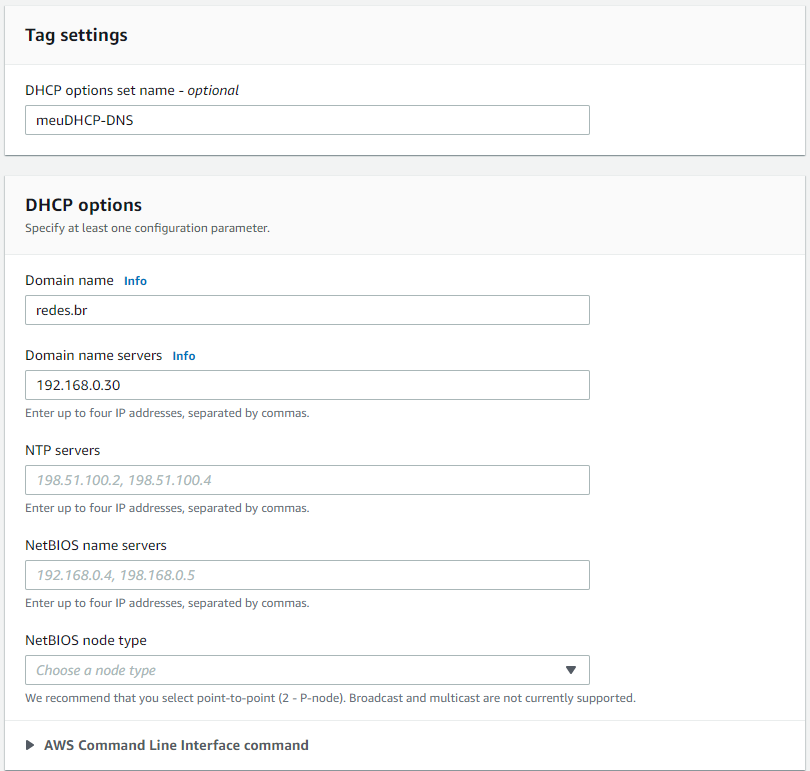 Tag settings
DHCP options set name - optional
meuDHCP-DNS
DHCP options
Specify at least one configuration parameter.
Domain name Info
redes.br
Domain name servers Info
192.168.0.30
Enter up to four IP addresses, separated by commas.
NTP servers
198.51.100.2, 198.51.100.4
Enter up to four IP addresses, separated by commas.
NetBIOS name servers
192.168.0.4, 198.168.0.5
Enter up to four IP addresses, separated by commas.
NetBIOS node type
Choose a node type
We recommend that you select point-to-point (2 - P-node). Broadcast and multicast are not currently supported.
AWS Command Line Interface command